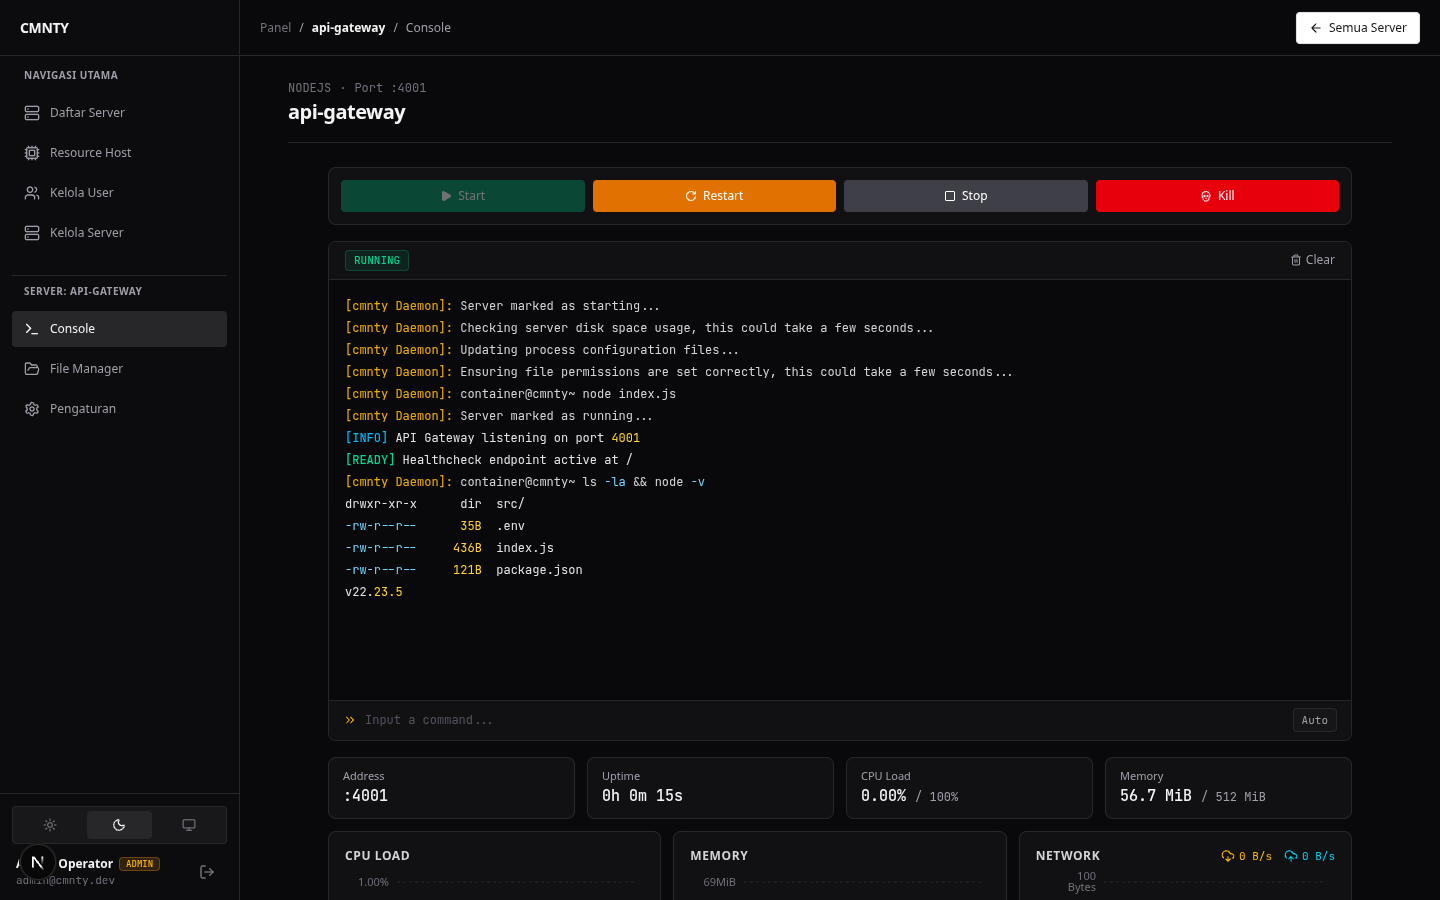 CMNTY
Panel / api-gateway / Console
Semua Server
NAVIGASI UTAMA
Daftar Server
Resource Host
Kelola User
Kelola Server
SERVER: API-GATEWAY
Console
File Manager
Pengaturan
NODEJS · Port :4001
api-gateway
Start
Restart
Stop
Kill
RUNNING
Clear
[cmnty Daemon]: Server marked as starting...
[cmnty Daemon]: Checking server disk space usage, this could take a few seconds...
[cmnty Daemon]: Updating process configuration files...
[cmnty Daemon]: Ensuring file permissions are set correctly, this could take a few seconds...
[cmnty Daemon]: container@cmnty~ node index.js
[cmnty Daemon]: Server marked as running...
[INFO] API Gateway listening on port 4001
[READY] Healthcheck endpoint active at /
[cmnty Daemon]: container@cmnty~ ls -la && node -v
drwxr-xr-x dir src/
-rw-r--r-- 35B .env
-rw-r--r-- 436B index.js
-rw-r--r-- 121B package.json
v22.23.5
Input a command...
Auto
Address
:4001
Uptime
0h 0m 15s
CPU Load
0.00% / 100%
Memory
56.7 MiB / 512 MiB
CPU LOAD
1.00%
MEMORY
69MiB
NETWORK
0 B/s
0 B/s
100
Bytes
N
Operator
ADMIN
admin@cmnty.dev